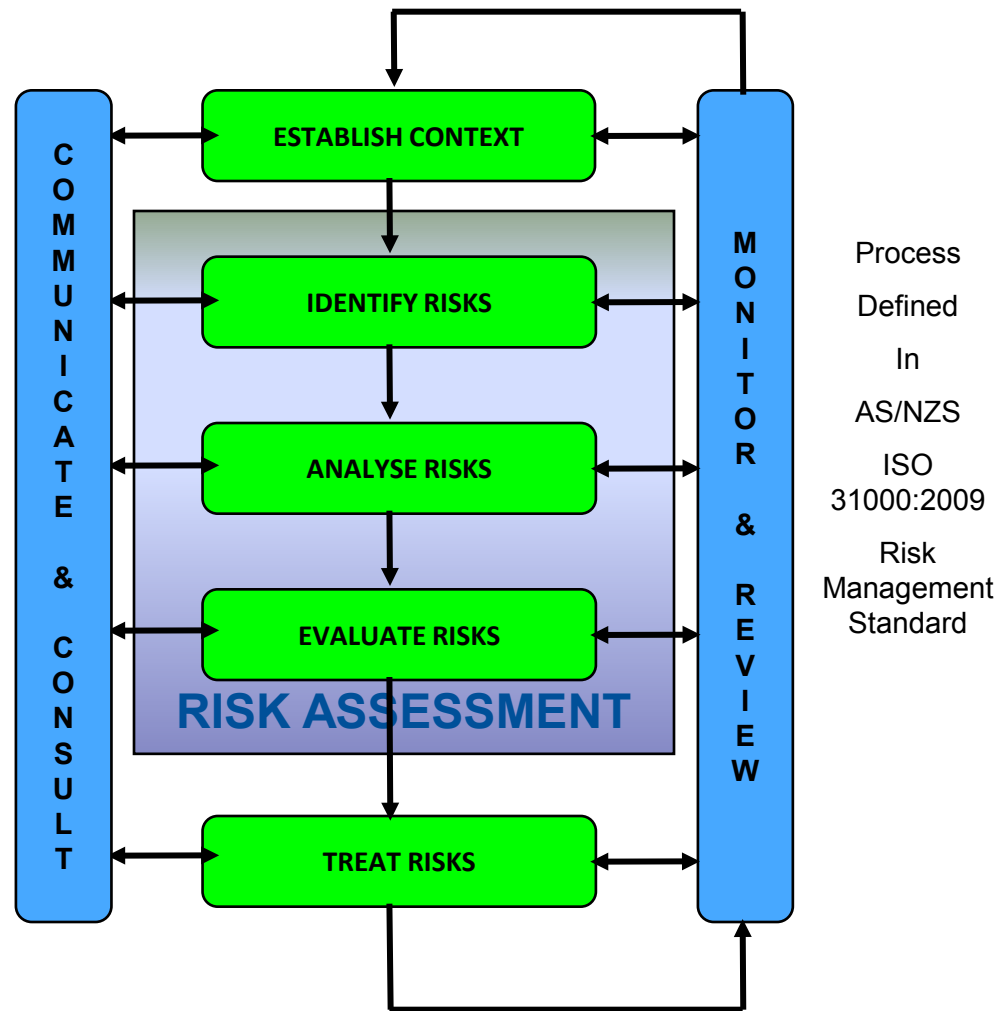 COMMUNICATE & CONSULT
ESTABLISH CONTEXT
IDENTIFY RISKS
ANALYSE RISKS
EVALUATE RISKS
RISK ASSESSMENT
TREAT RISKS
MONITOR & REVIEW
Process
Defined
In
AS/NZS
ISO
31000:2009
Risk
Management
Standard